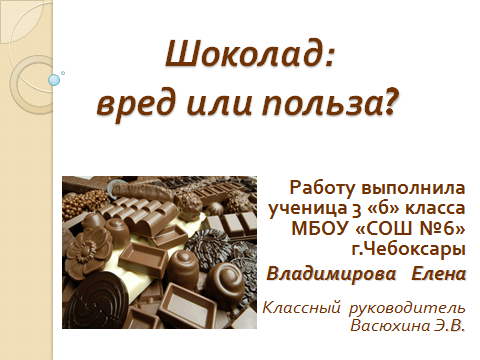 Шоколад:
вред или польза?
Работу выполнила
ученица 3 «б» класса
МБОУ «СОШ №6»
г.Чебоксары
Владимирова Елена
Классный руководитель
Васюхина Э.В.